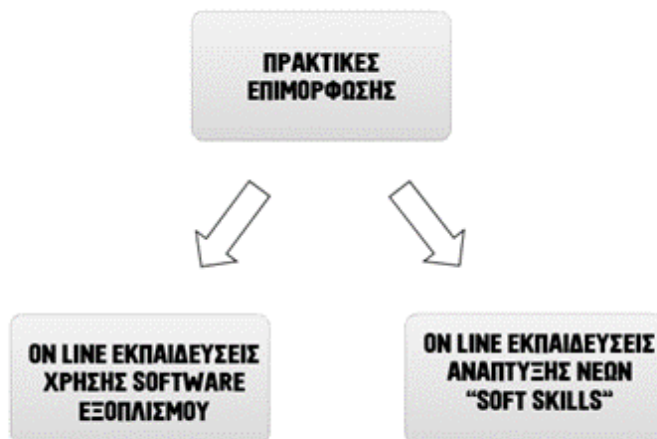 ΠΡΑΚΤΙΚΕΣ
ΕΠΙΜΟΡΦΩΣΗΣ
ON LINE ΕΚΠΑΙΔΕΥΣΕΙΣ
ΧΡΗΣΗΣ SOFTWARE
ΕΞΟΠΛΙΣΜΟΥ
ON LINE ΕΚΠΑΙΔΕΥΣΕΙΣ
ΑΝΑΠΤΥΞΗΣ ΝΕΩΝ
“SOFT SKILLS“